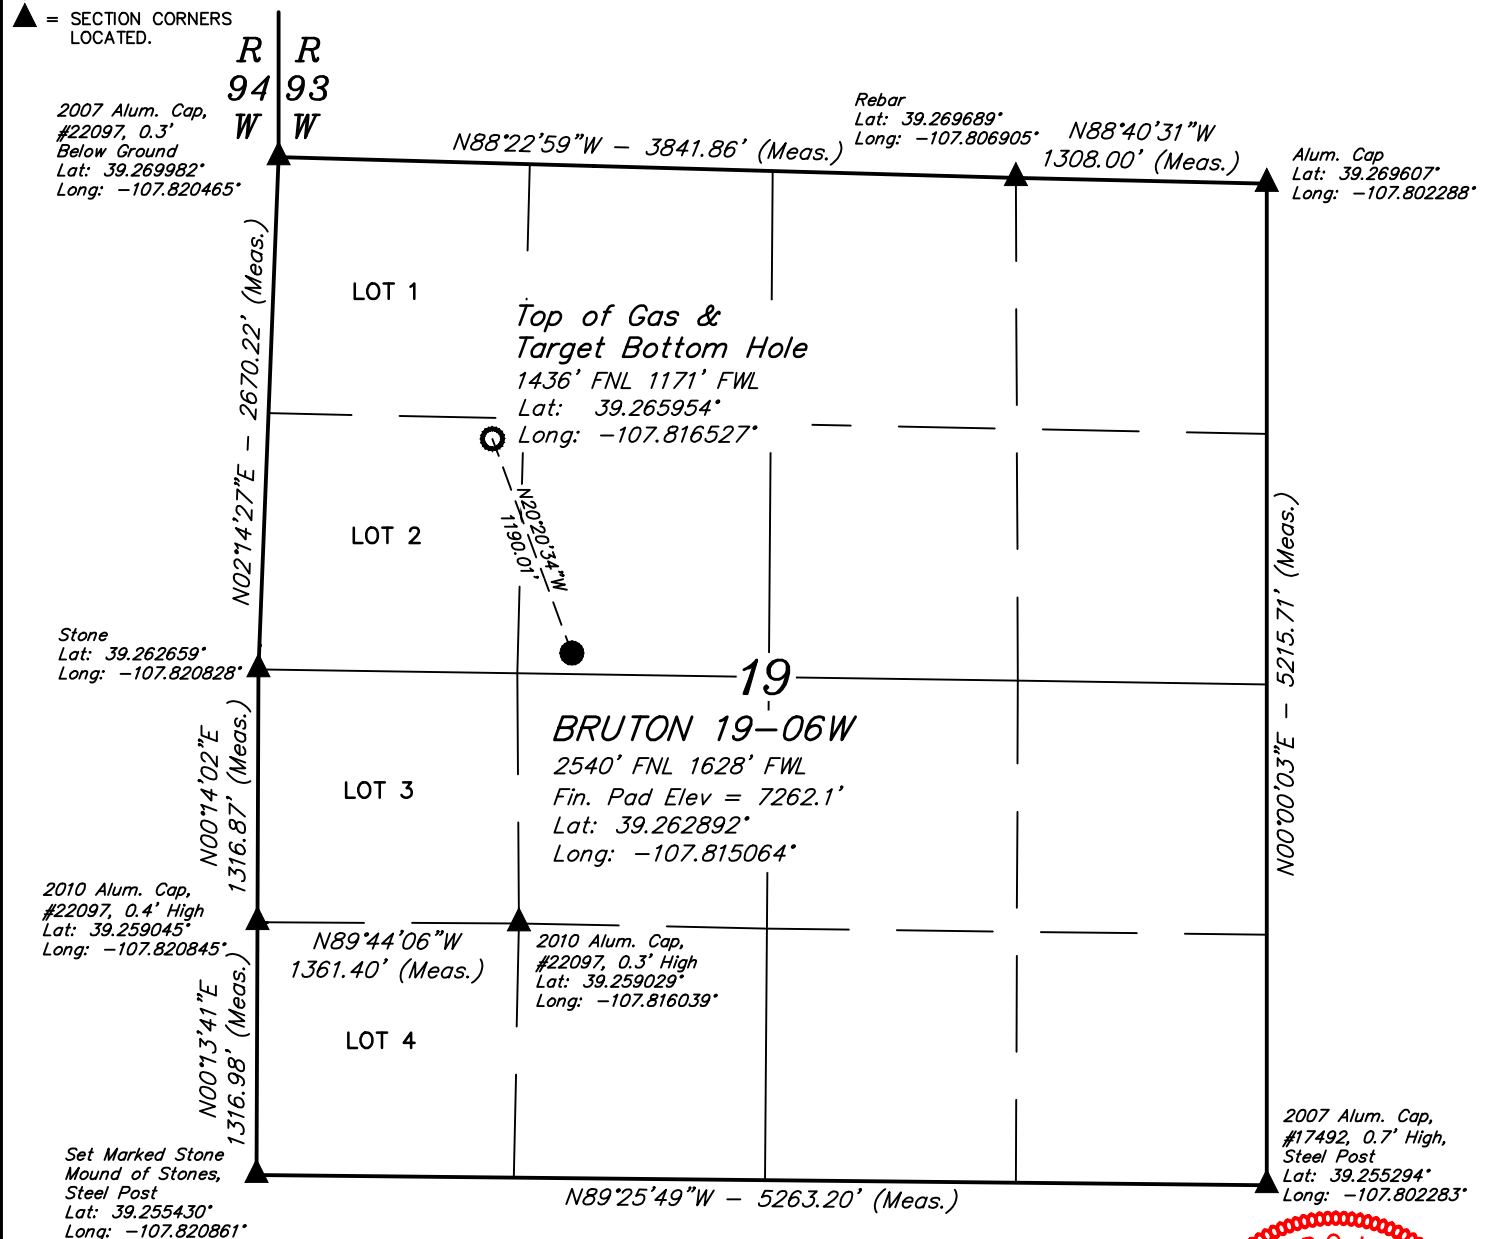 = SECTION CORNERS
LOCATED.
R R
94 93
W W
2007 Alum. Cap,
#22097, 0.3'
Below Ground
Lat: 39.269982°
Long: -107.820465°
N88°22'59"W - 3841.86' (Meas.)
Rebar
Lat: 39.269689°
Long: -107.806905°
N88°40'31"W
1308.00' (Meas.)
Alum. Cap
Lat: 39.269607°
Long: -107.802288°
N02°14'27"E - 2670.22' (Meas.)
LOT 1
Top of Gas &
Target Bottom Hole
1436' FNL 1171' FWL
Lat: 39.265954°
Long: -107.816527°
LOT 2
N20°20'34"W
1190.01'
N00°00'03"E - 5215.71' (Meas.)
Stone
Lat: 39.262659°
Long: -107.820828°
19
BRUTON 19-06W
2540' FNL 1628' FWL
Fin. Pad Elev = 7262.1'
Lat: 39.262892°
Long: -107.815064°
N00°14'02"E
1316.87' (Meas.)
LOT 3
2010 Alum. Cap,
#22097, 0.4' High
Lat: 39.259045°
Long: -107.820845°
N89°44'06"W
1361.40' (Meas.)
2010 Alum. Cap,
#22097, 0.3' High
Lat: 39.259029°
Long: -107.816039°
N00°13'41"E
1316.98' (Meas.)
LOT 4
Set Marked Stone
Mound of Stones,
Steel Post
Lat: 39.255430°
Long: -107.820861°
N89°25'49"W - 5263.20' (Meas.)
2007 Alum. Cap,
#17492, 0.7' High,
Steel Post
Lat: 39.255294°
Long: -107.802283°